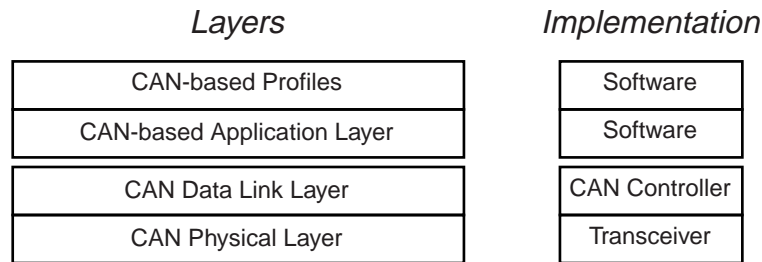 Layers Implementation
CAN-based Profiles Software
CAN-based Application Layer Software
CAN Data Link Layer CAN Controller
CAN Physical Layer Transceiver